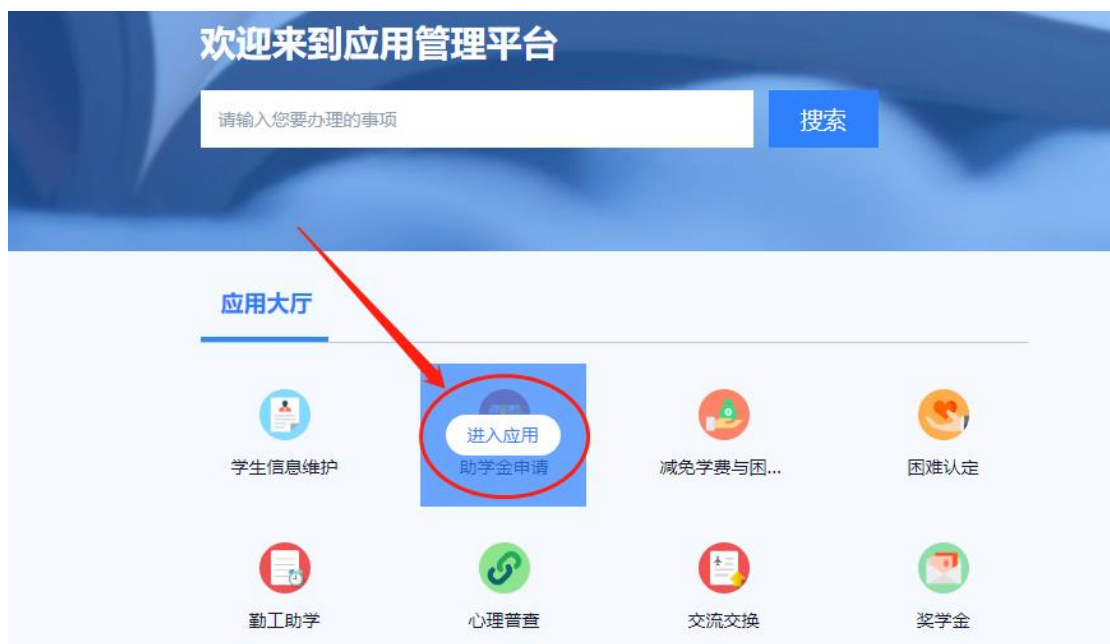 欢迎来到应用管理平台
请输入您要办理的事项 搜索
应用大厅
进入应用
学生信息维护 助学金申请 减免学费与困... 困难认定
勤工助学 心理普查 交流交换 奖学金